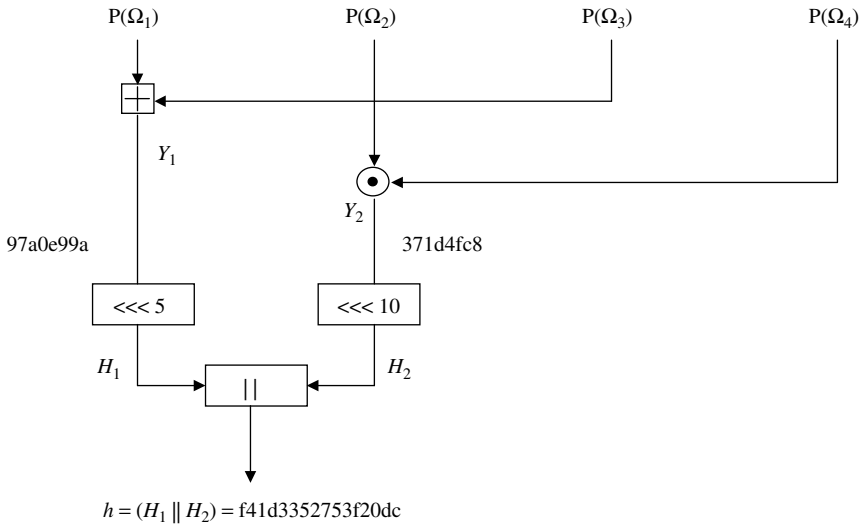 P(Ω₁) P(Ω₂) P(Ω₃) P(Ω₄)
Y₁
Y₂
97a0e99a 371d4fc8
<<< 5 <<< 10
H₁ H₂
||
h = (H₁ || H₂) = f41d3352753f20dc